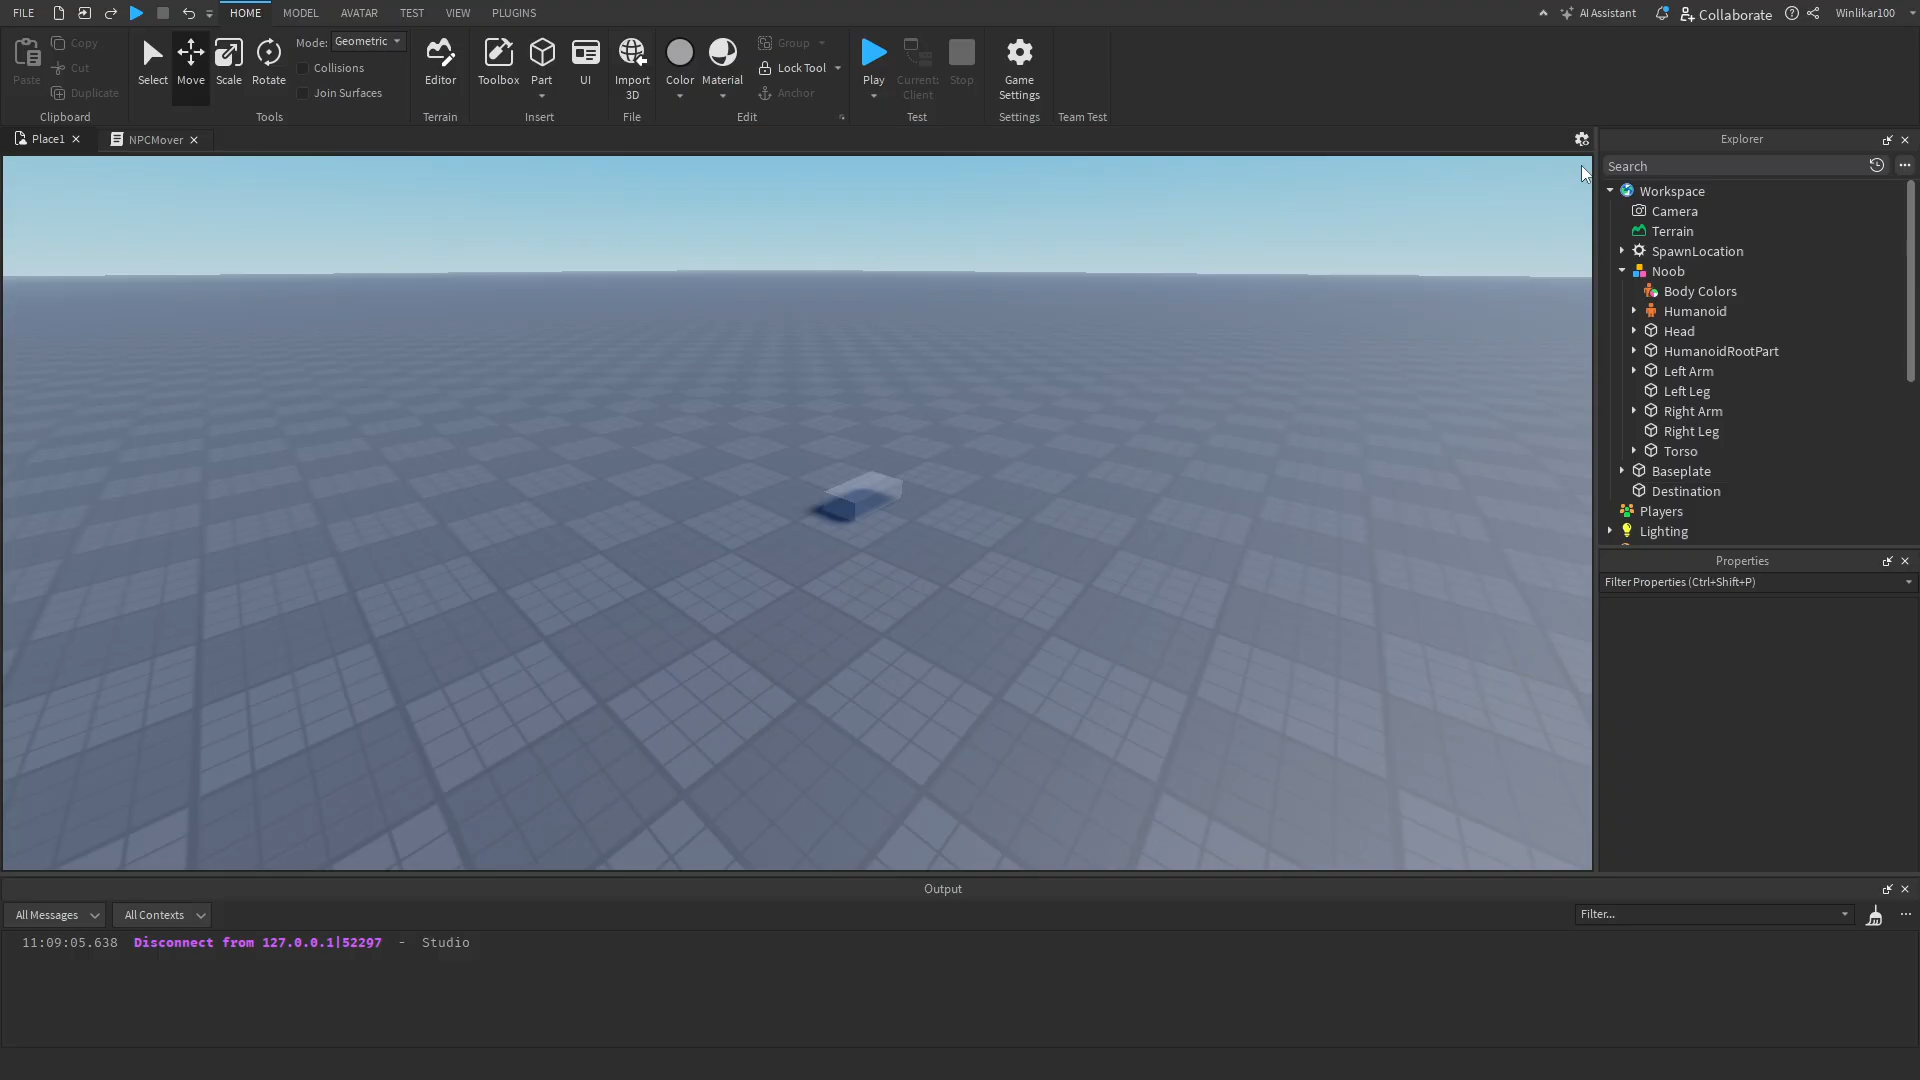 FILE HOME MODEL AVATAR TEST VIEW PLUGINS AI Assistant Collaborate Winlikar100
Paste Copy Cut Duplicate Clipboard
Select Move Scale Rotate Mode: Geometric Collisions Join Surfaces Tools
Editor Terrain
Toolbox Part UI Insert
Import 3D File
Color Material Group Lock Tool Anchor Edit
Play Current: Client Stop Test
Game Settings Settings
Team Test
Place1 NPCMover
Explorer
Search
Workspace
Camera
Terrain
SpawnLocation
Noob
Body Colors
Humanoid
Head
HumanoidRootPart
Left Arm
Left Leg
Right Arm
Right Leg
Torso
Baseplate
Destination
Players
Lighting
Properties
Filter Properties (Ctrl+Shift+P)
Output
All Messages All Contexts Filter...
11:09:05.638 Disconnect from 127.0.0.1|52297 - Studio